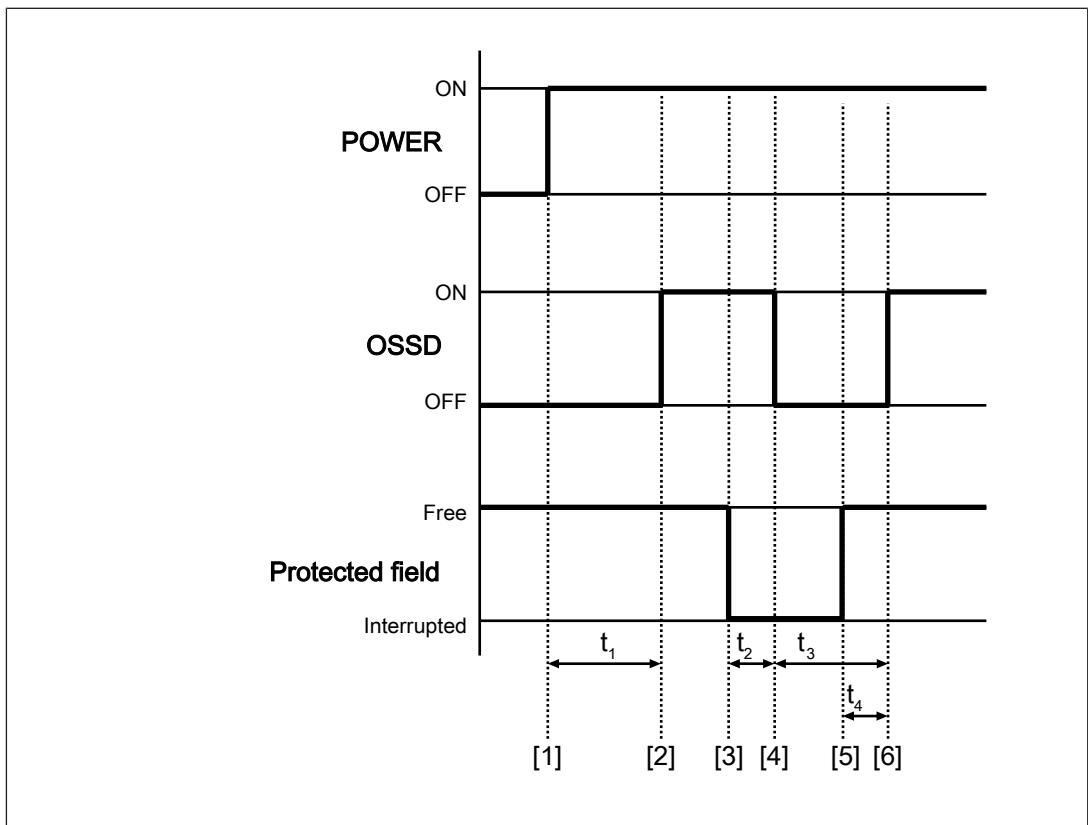 ON
POWER
OFF
ON
OSSD
OFF
Free
Protected field
Interrupted
t₁ t₂ t₃
t₄
[1] [2] [3] [4] [5] [6]